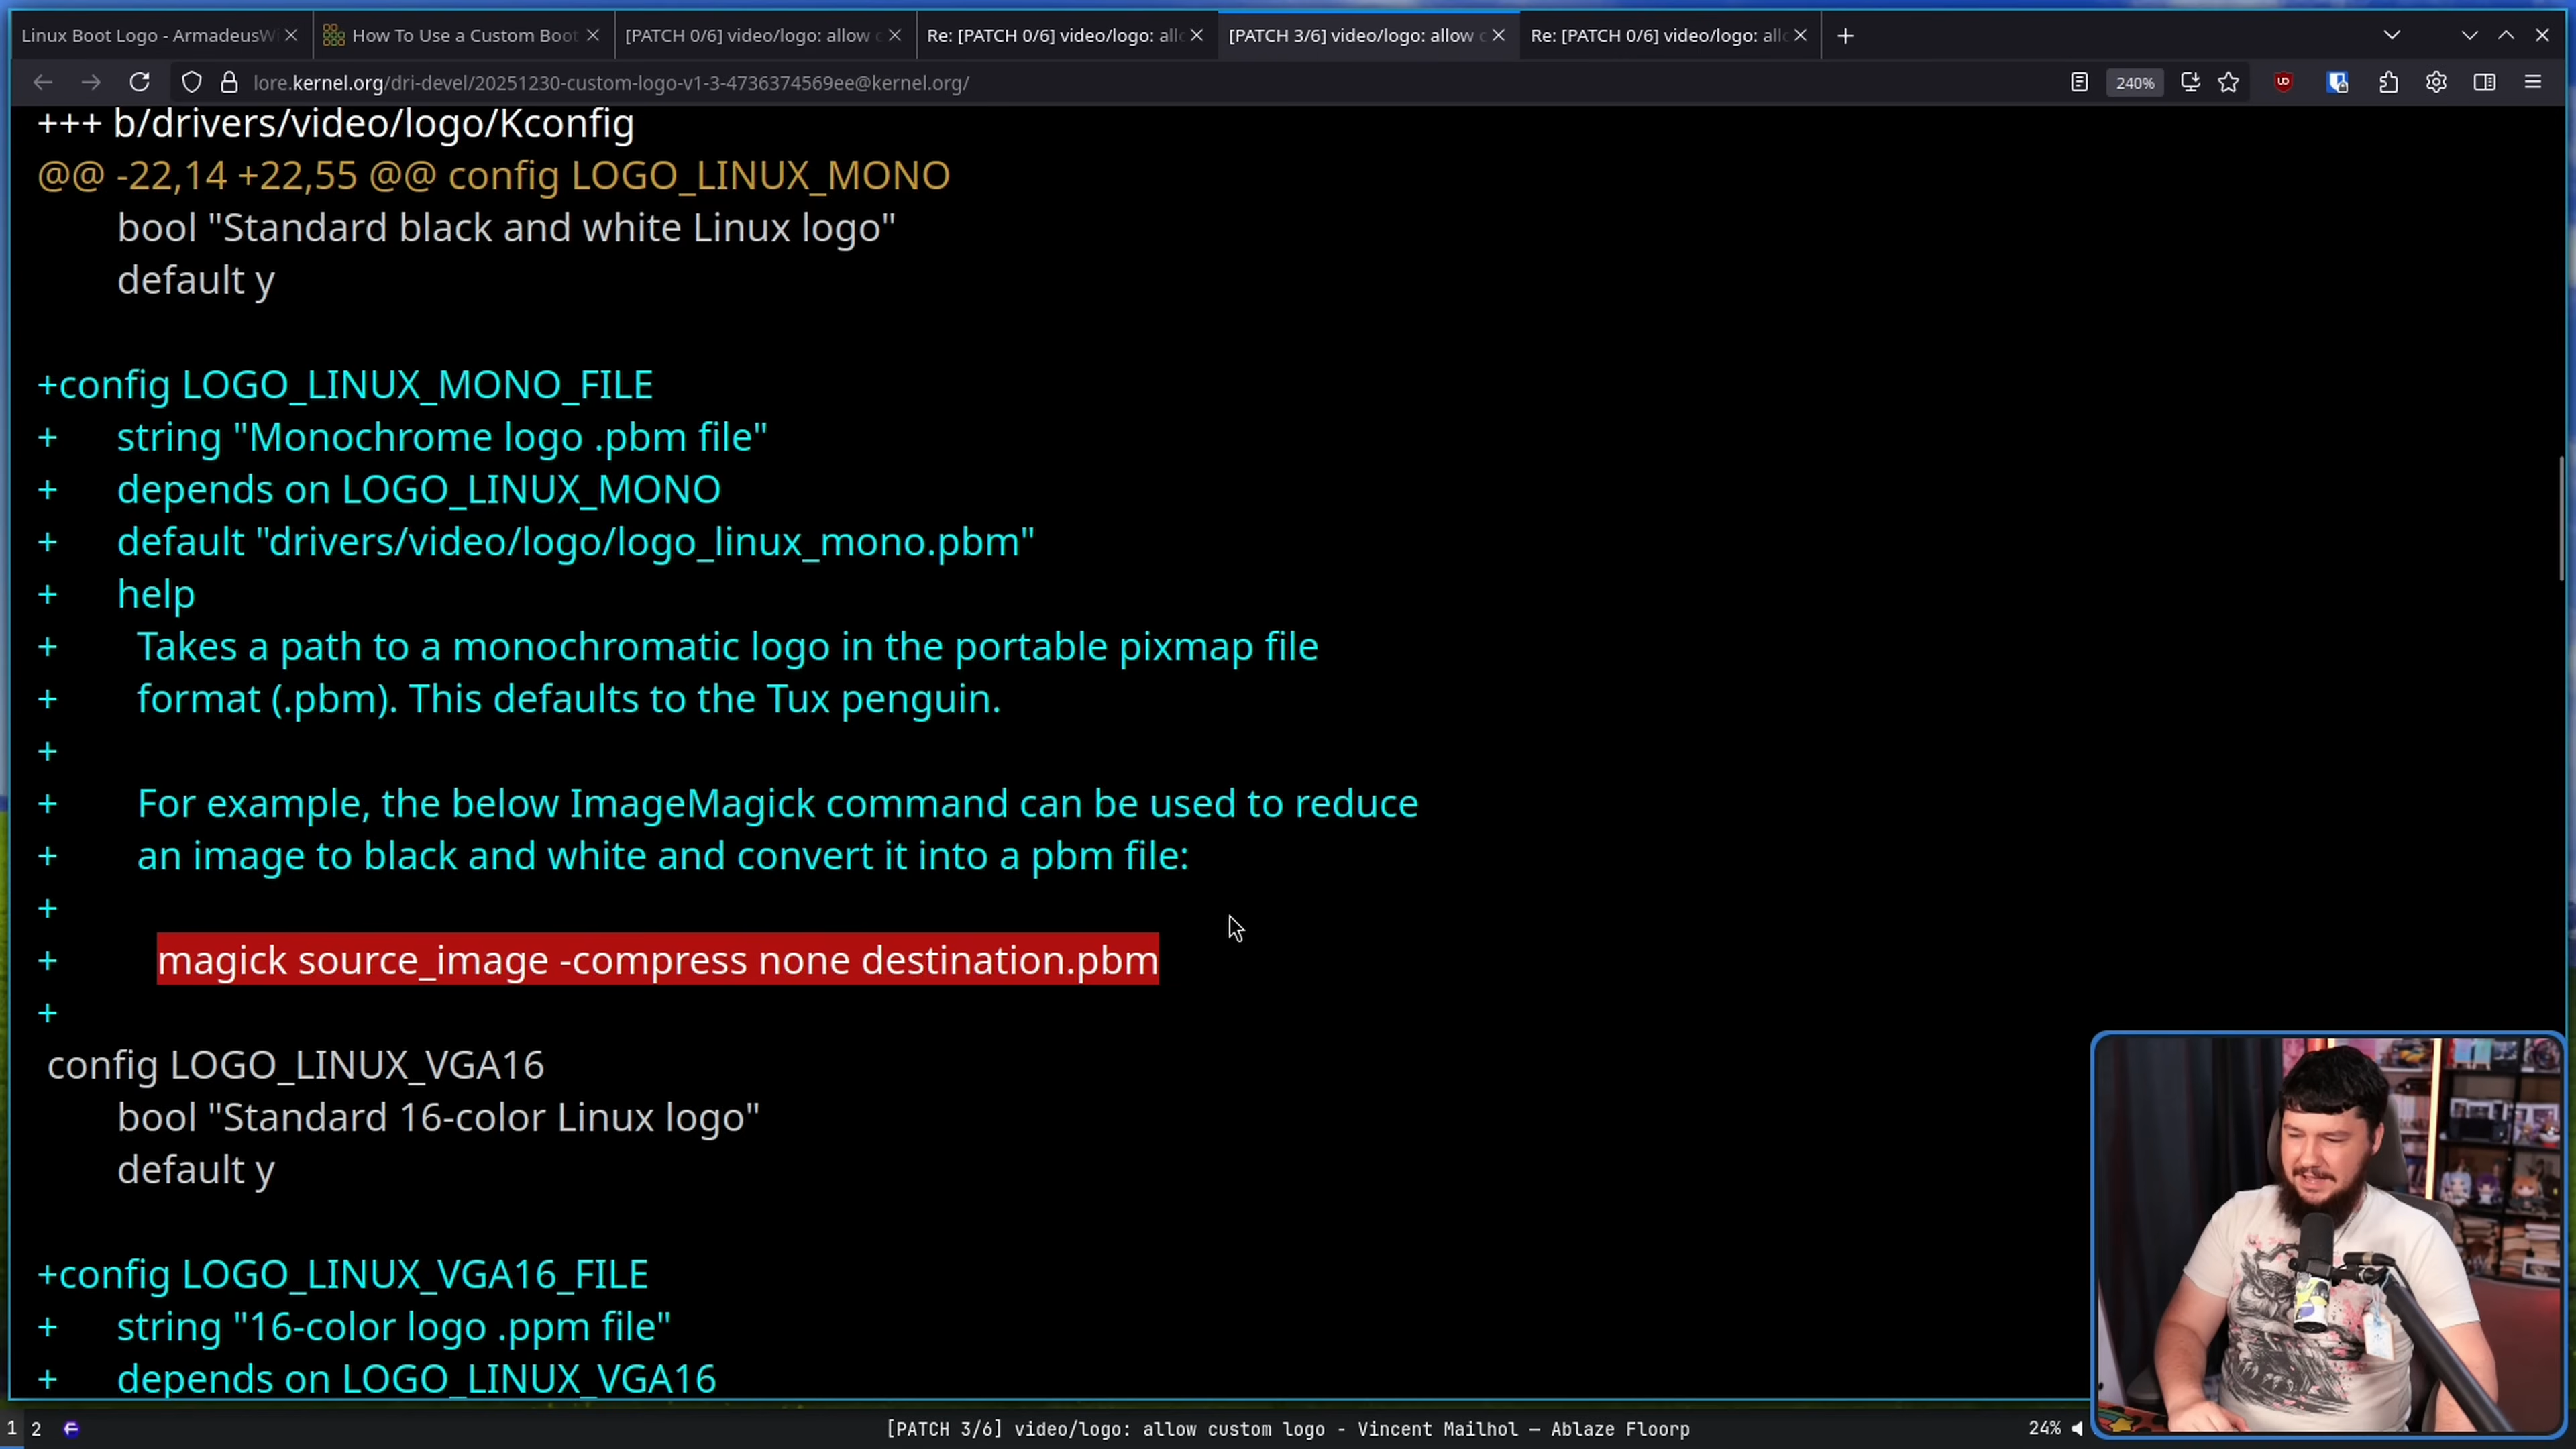 Linux Boot Logo - ArmadeusW
How To Use a Custom Boot
[PATCH 0/6] video/logo: allow c
Re: [PATCH 0/6] video/logo: allc
[PATCH 3/6] video/logo: allow c
Re: [PATCH 0/6] video/logo: allc
lore.kernel.org/dri-devel/20251230-custom-logo-v1-3-4736374569ee@kernel.org/
240%
+++ b/drivers/video/logo/Kconfig
@@ -22,14 +22,55 @@ config LOGO_LINUX_MONO
bool "Standard black and white Linux logo"
default y
+config LOGO_LINUX_MONO_FILE
+ string "Monochrome logo .pbm file"
+ depends on LOGO_LINUX_MONO
+ default "drivers/video/logo/logo_linux_mono.pbm"
+ help
+ Takes a path to a monochromatic logo in the portable pixmap file
+ format (.pbm). This defaults to the Tux penguin.
+
+ For example, the below ImageMagick command can be used to reduce
+ an image to black and white and convert it into a pbm file:
+
+ magick source_image -compress none destination.pbm
+
config LOGO_LINUX_VGA16
bool "Standard 16-color Linux logo"
default y
+config LOGO_LINUX_VGA16_FILE
+ string "16-color logo .ppm file"
+ depends on LOGO_LINUX_VGA16
1 2
[PATCH 3/6] video/logo: allow custom logo - Vincent Mailhol — Ablaze Floorp
24%